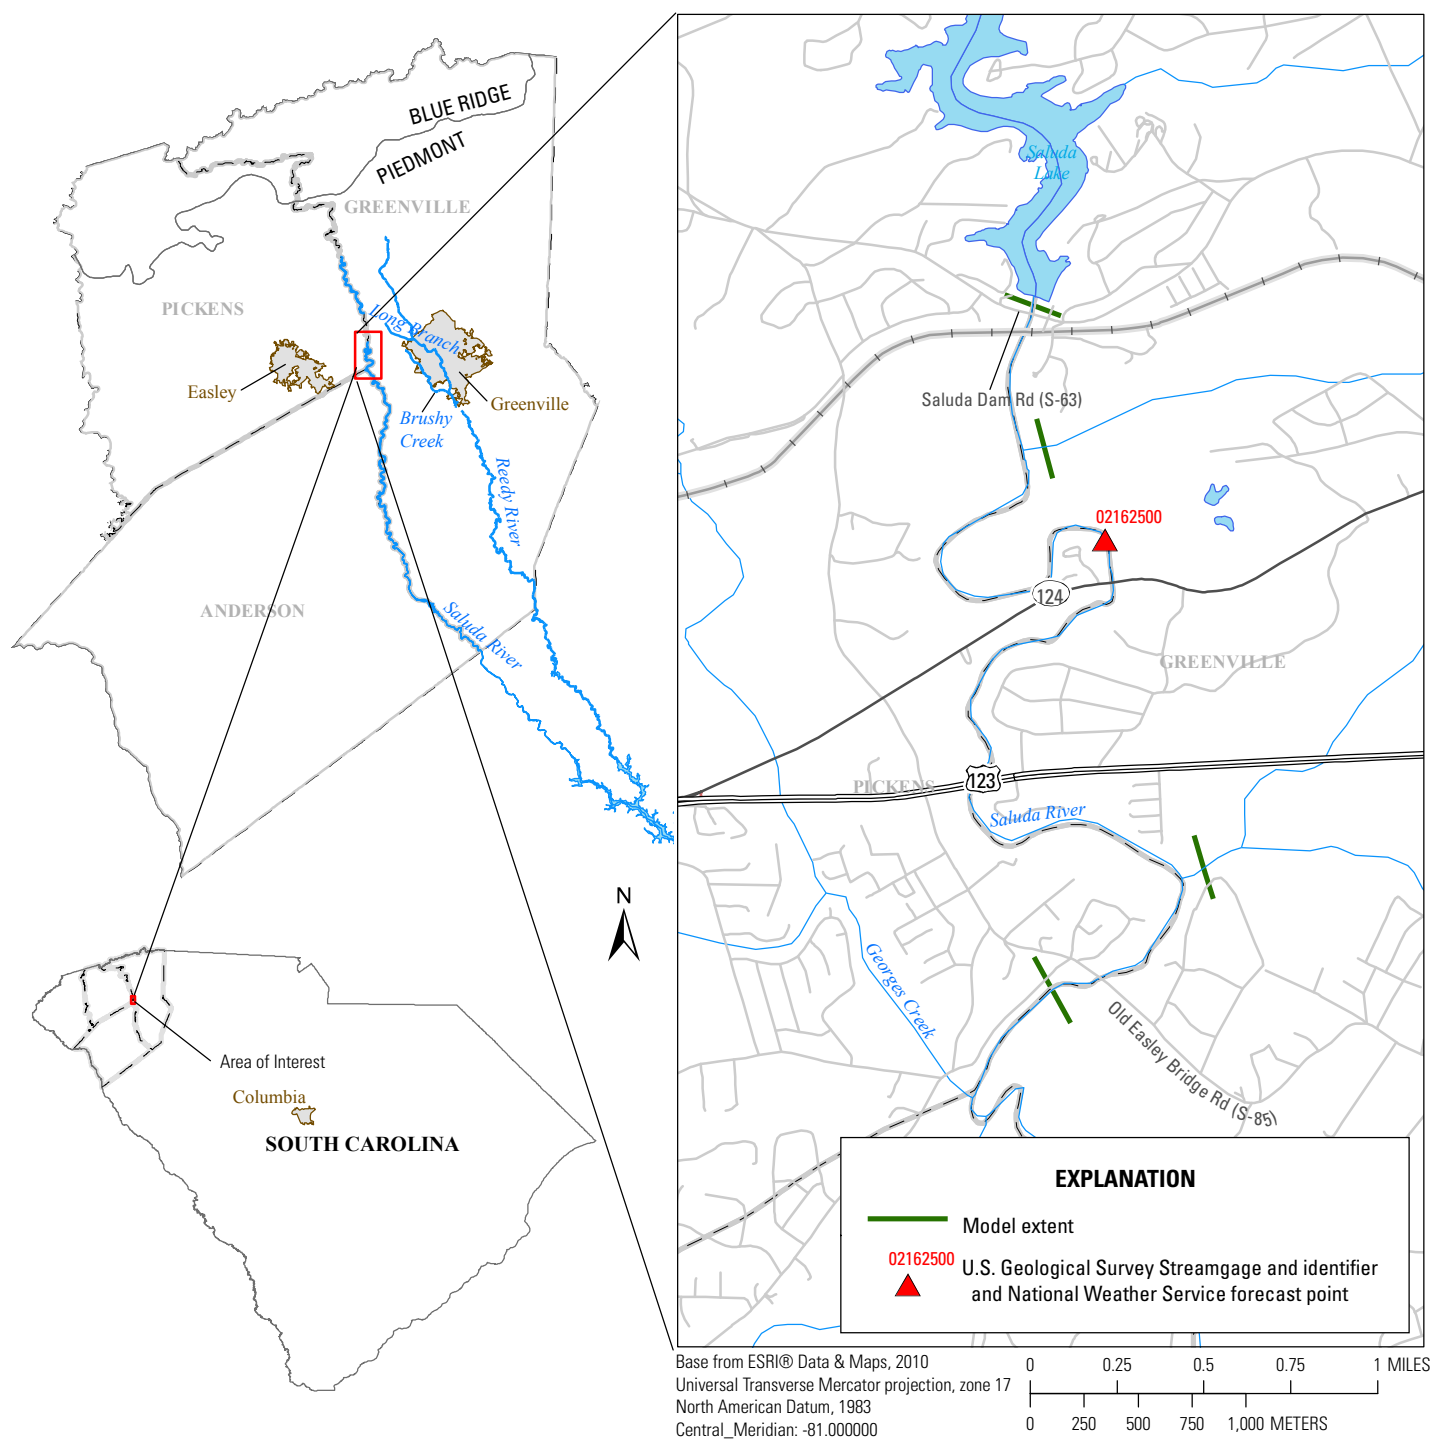 BLUE RIDGE
PIEDMONT
GREENVILLE
PICKENS
Long Branch
Easley
Greenville
Brushy
Creek
Reedy River
ANDERSON
Saluda River
N
Area of Interest
Columbia
SOUTH CAROLINA
Saluda
Lake
Saluda Dam Rd (S-63)
02162500
124
GREENVILLE
PICKENS
123
Saluda River
Georges Creek
Old Easley Bridge Rd (S-85)
EXPLANATION
Model extent
02162500 U.S. Geological Survey Streamgage and identifier
and National Weather Service forecast point
Base from ESRI® Data & Maps, 2010
Universal Transverse Mercator projection, zone 17
North American Datum, 1983
Central_Meridian: -81.000000
0 0.25 0.5 0.75 1 MILES
0 250 500 750 1,000 METERS